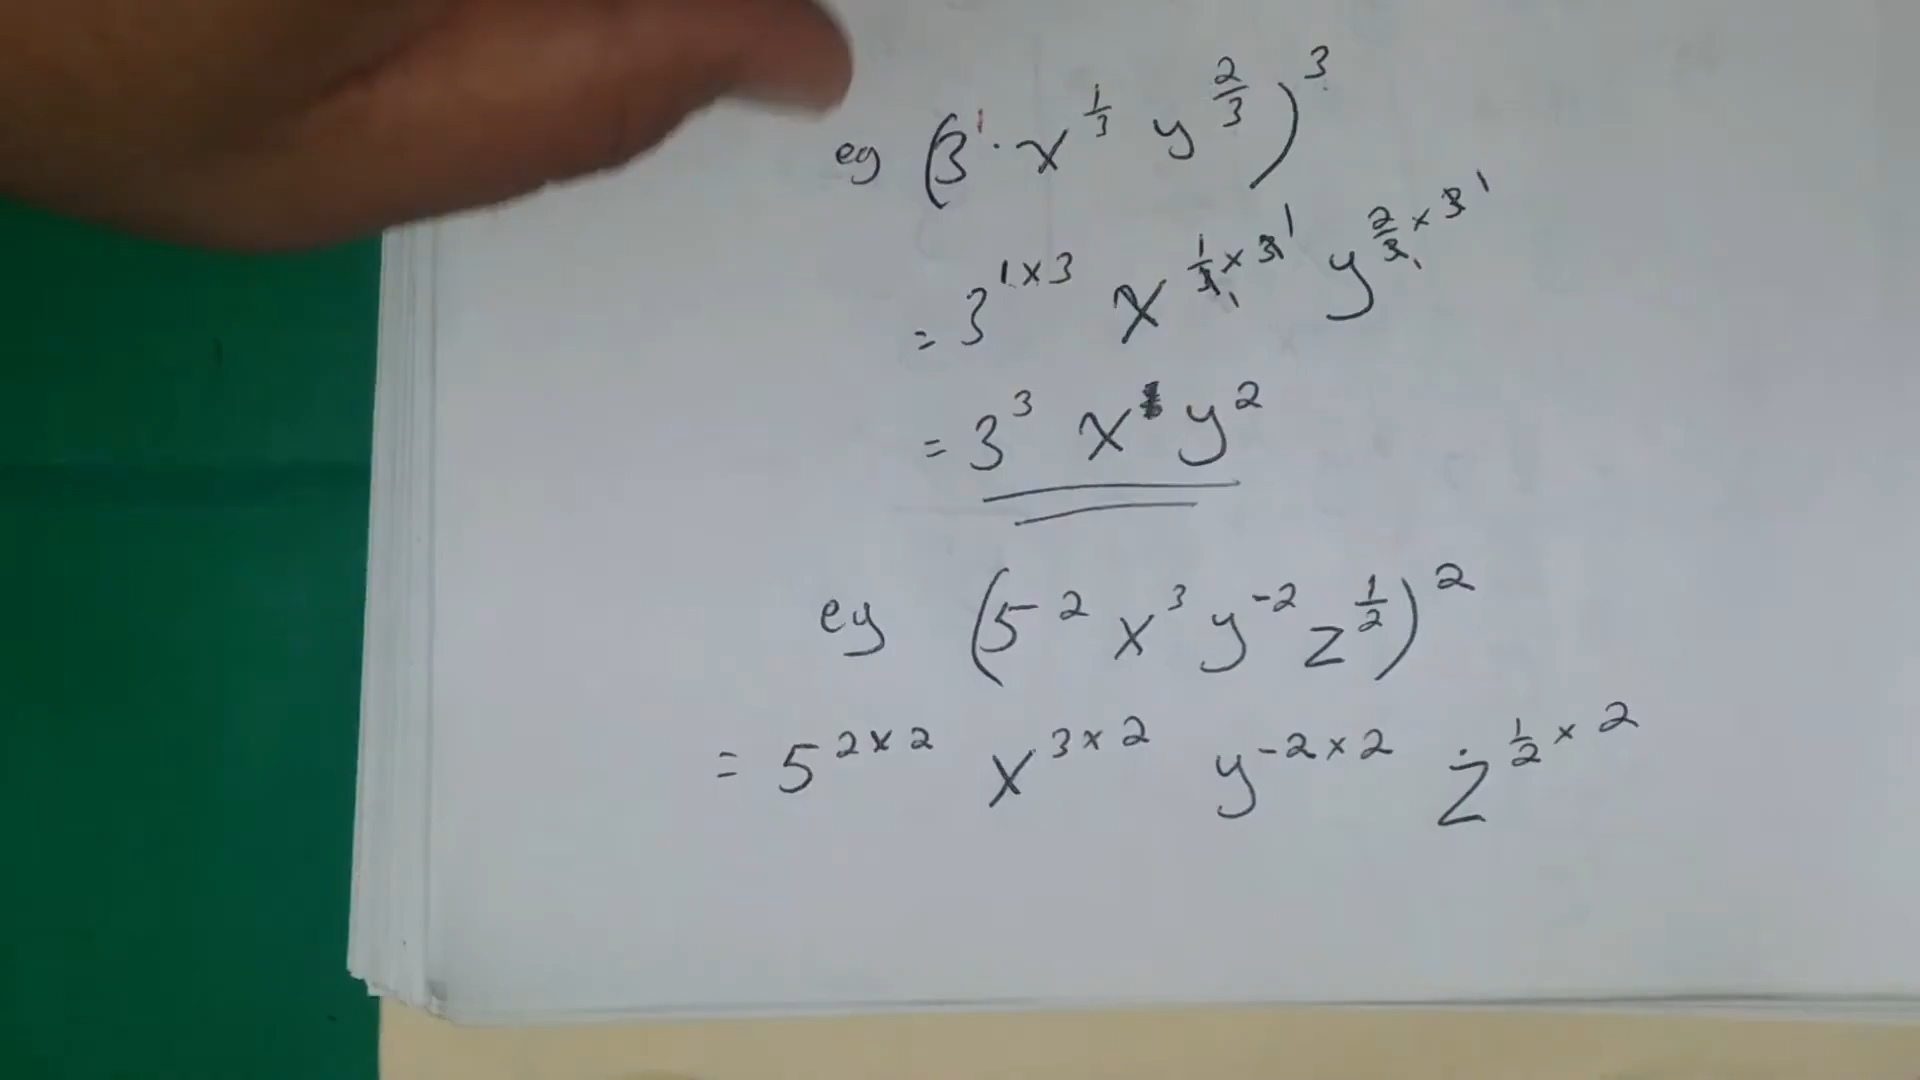 eg (3¹·x^{1/3} y^{2/3})³
= 3^{1×3} x^{1/3×3} y^{2/3×3}
= 3³ x y²
eg (5² x³ y⁻² z^{1/2})²
= 5^{2×2} x^{3×2} y^{-2×2} z^{1/2×2}